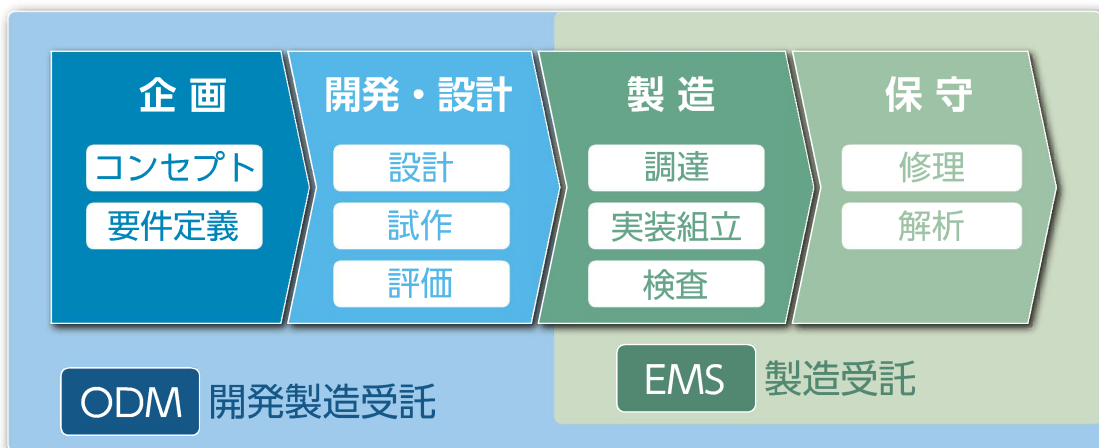 企画
コンセプト
要件定義
開発・設計
設計
試作
評価
製造
調達
実装組立
検査
保守
修理
解析
ODM 開発製造受託
EMS 製造受託